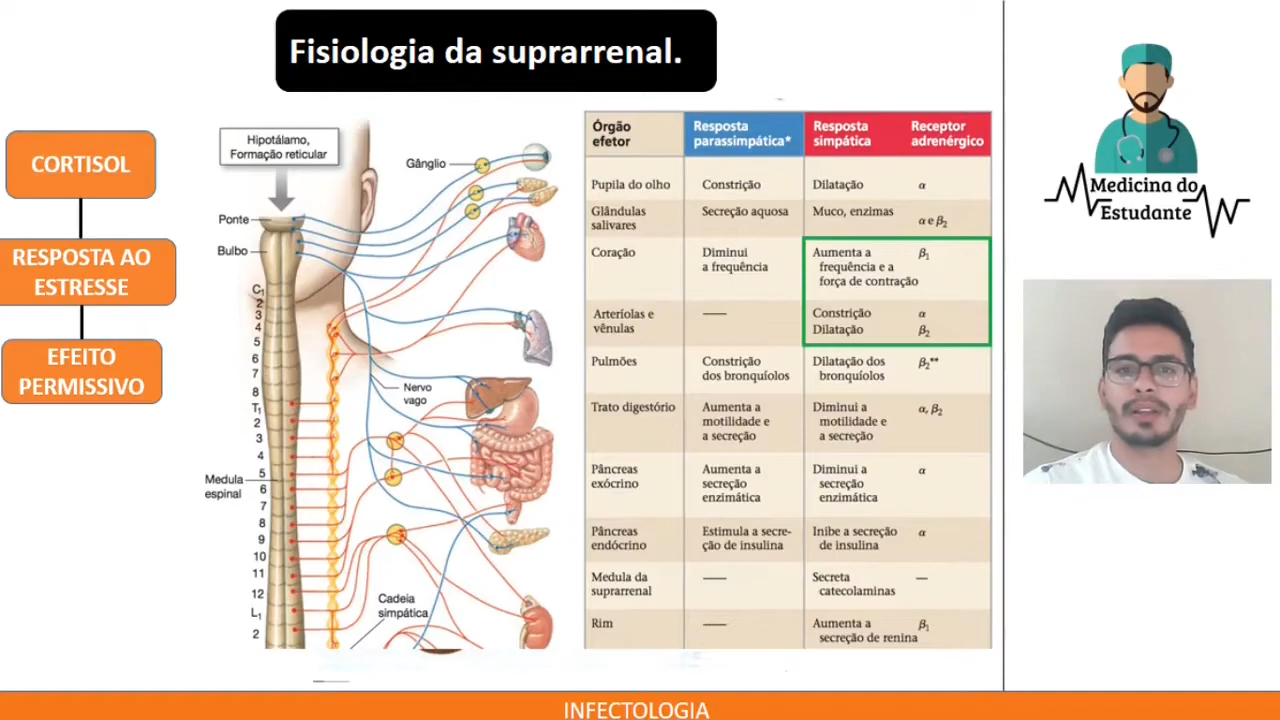 Fisiologia da suprarrenal.
CORTISOL
RESPOSTA AO
ESTRESSE
EFEITO
PERMISSIVO
Hipotálamo,
Formação reticular
Gânglio
Ponte
Bulbo
C1
2
3
4
5
6
7
8
T1
2
3
4
5
6
7
8
9
10
11
12
L1
2
Nervo
vago
Medula
espinal
Cadeia
simpática
Órgão
efetor
Resposta
parassimpática*
Resposta
simpática
Receptor
adrenérgico
Pupila do olho
Constrição
Dilatação
α
Glândulas
salivares
Secreção aquosa
Muco, enzimas
α e β2
Coração
Diminui
a frequência
Aumenta a
frequência e a
força de contração
β1
Arteríolas e
vênulas
——
Constrição
α
Dilatação
β2
Pulmões
Constrição
dos bronquíolos
Dilatação dos
bronquíolos
β2**
Trato digestório
Aumenta a
motilidade e
a secreção
Diminui a
motilidade e
a secreção
α, β2
Pâncreas
exócrino
Aumenta a
secreção
enzimática
Diminui a
secreção
enzimática
α
Pâncreas
endócrino
Estimula a secre-
ção de insulina
Inibe a secreção
de insulina
α
Medula da
suprarrenal
——
Secreta
catecolaminas
—
Rim
——
Aumenta a
secreção de renina
β1
Medicina do
Estudante
INFECTOLOGIA